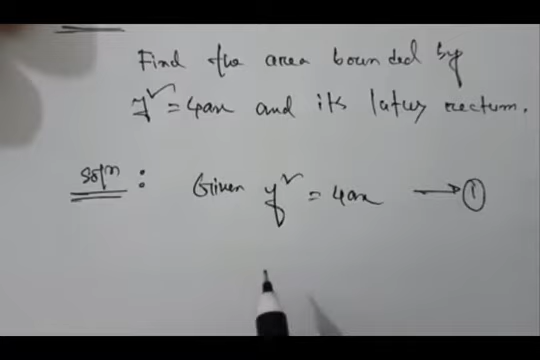 Find the area bounded by
y² = 4ax and its latus rectum.
Soln : Given y² = 4ax → ①